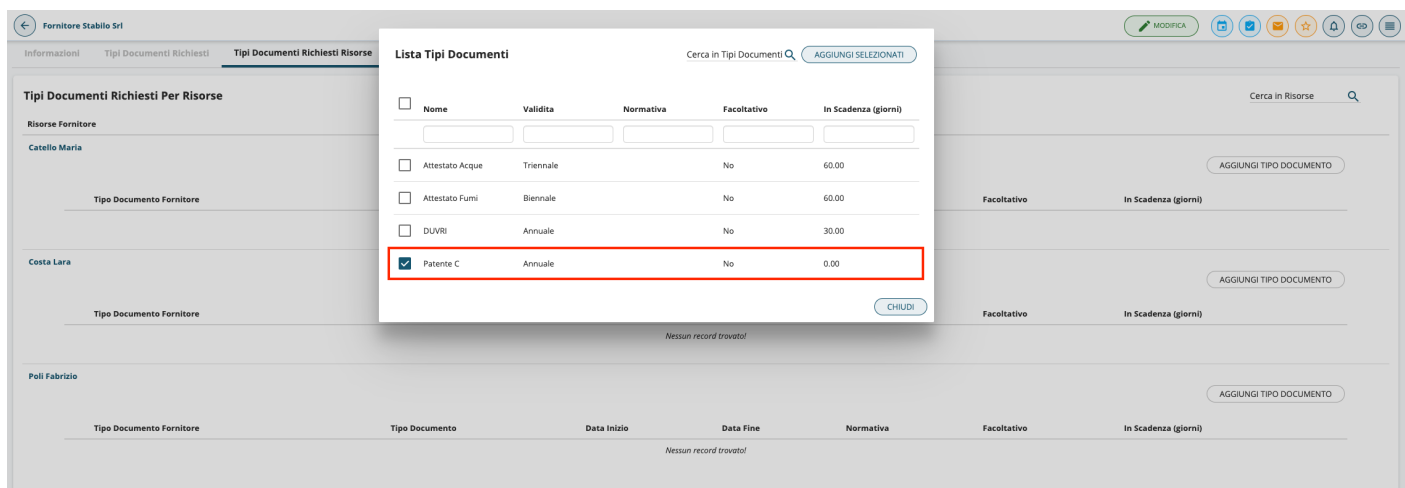 Fornitore Stabilo Srl
MODIFICA
Informazioni Tipi Documenti Richiesti Tipi Documenti Richiesti Risorse
Lista Tipi Documenti Cerca in Tipi Documenti AGGIUNGI SELEZIONATI
Tipi Documenti Richiesti Per Risorse Cerca in Risorse
Nome Validita Normativa Facoltativo In Scadenza (giorni)
Risorse Fornitore
Catello Maria
Attestato Acque Triennale No 60.00
AGGIUNGI TIPO DOCUMENTO
Attestato Fumi Biennale No 60.00
Tipo Documento Fornitore Facoltativo In Scadenza (giorni)
DUVRI Annuale No 30.00
Costa Lara
Patente C Annuale No 0.00
AGGIUNGI TIPO DOCUMENTO
CHIUDI
Tipo Documento Fornitore Facoltativo In Scadenza (giorni)
Nessun record trovato!
Poli Fabrizio
AGGIUNGI TIPO DOCUMENTO
Tipo Documento Fornitore Tipo Documento Data Inizio Data Fine Normativa Facoltativo In Scadenza (giorni)
Nessun record trovato!